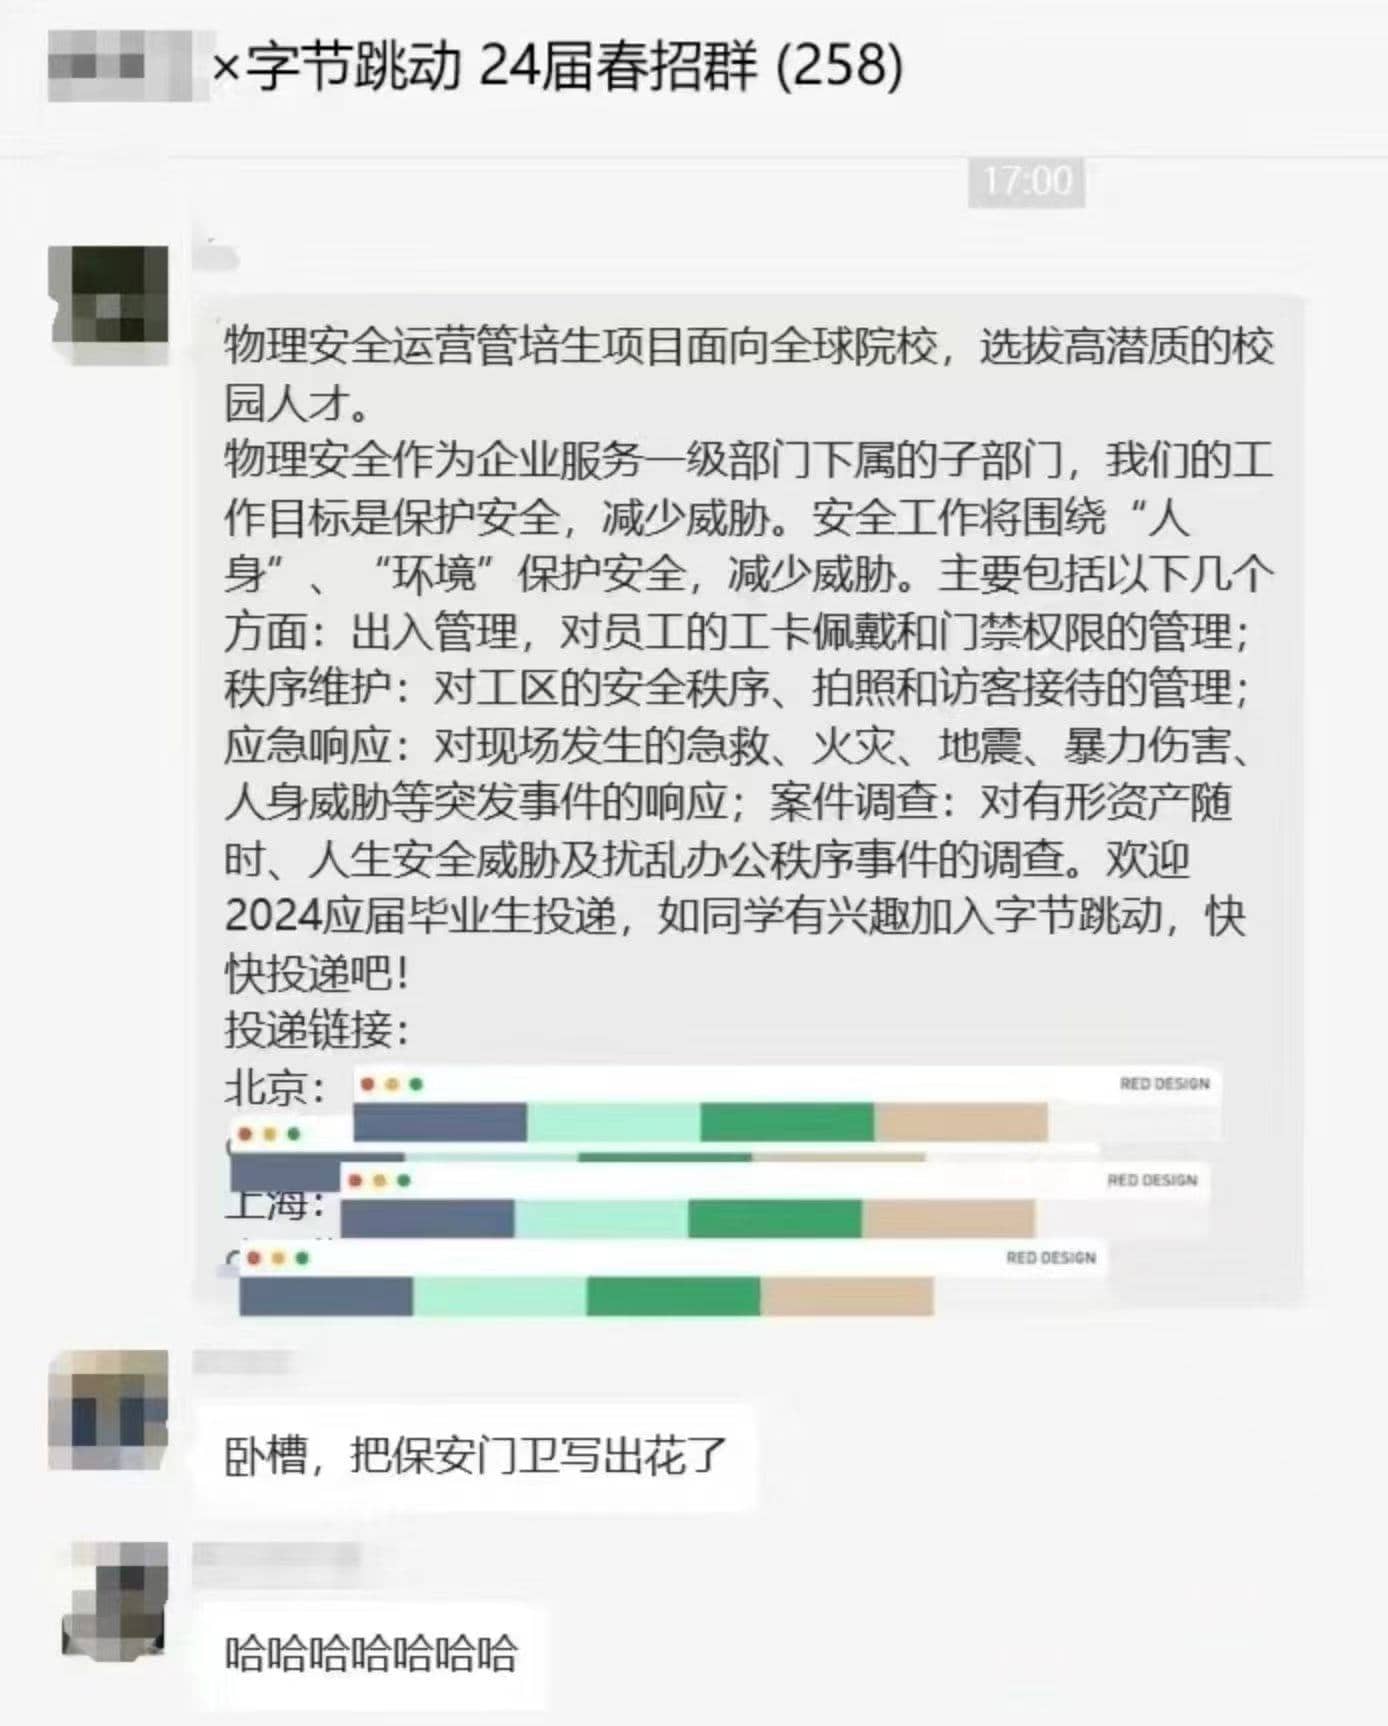 ×字节跳动 24届春招群 (258)
17:00
物理安全运营管培生项目面向全球院校，选拔高潜质的校
园人才。
物理安全作为企业服务一级部门下属的子部门，我们的工
作目标是保护安全，减少威胁。安全工作将围绕“人
身”、“环境”保护安全，减少威胁。主要包括以下几个
方面：出入管理，对员工的工卡佩戴和门禁权限的管理；
秩序维护：对工区的安全秩序、拍照和访客接待的管理；
应急响应：对现场发生的急救、火灾、地震、暴力伤害、
人身威胁等突发事件的响应；案件调查：对有形资产随
时、人生安全威胁及扰乱办公秩序事件的调查。欢迎
2024应届毕业生投递，如同学有兴趣加入字节跳动，快
快投递吧！
投递链接：
北京：
RED DESIGN
上海：
RED DESIGN
RED DESIGN
卧槽，把保安门卫写出花了
哈哈哈哈哈哈哈